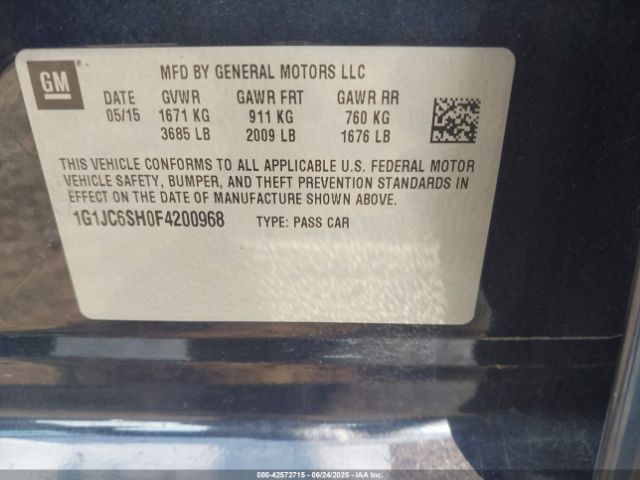 GM
MFD BY GENERAL MOTORS LLC
DATE GVWR GAWR FRT GAWR RR
05/15 1671 KG 911 KG 760 KG
3685 LB 2009 LB 1676 LB
THIS VEHICLE CONFORMS TO ALL APPLICABLE U.S. FEDERAL MOTOR
VEHICLE SAFETY, BUMPER, AND THEFT PREVENTION STANDARDS IN
EFFECT ON THE DATE OF MANUFACTURE SHOWN ABOVE.
1G1JC6SH0F4200968 TYPE: PASS CAR
000-42572715 - 06/24/2025 - IAA Inc.